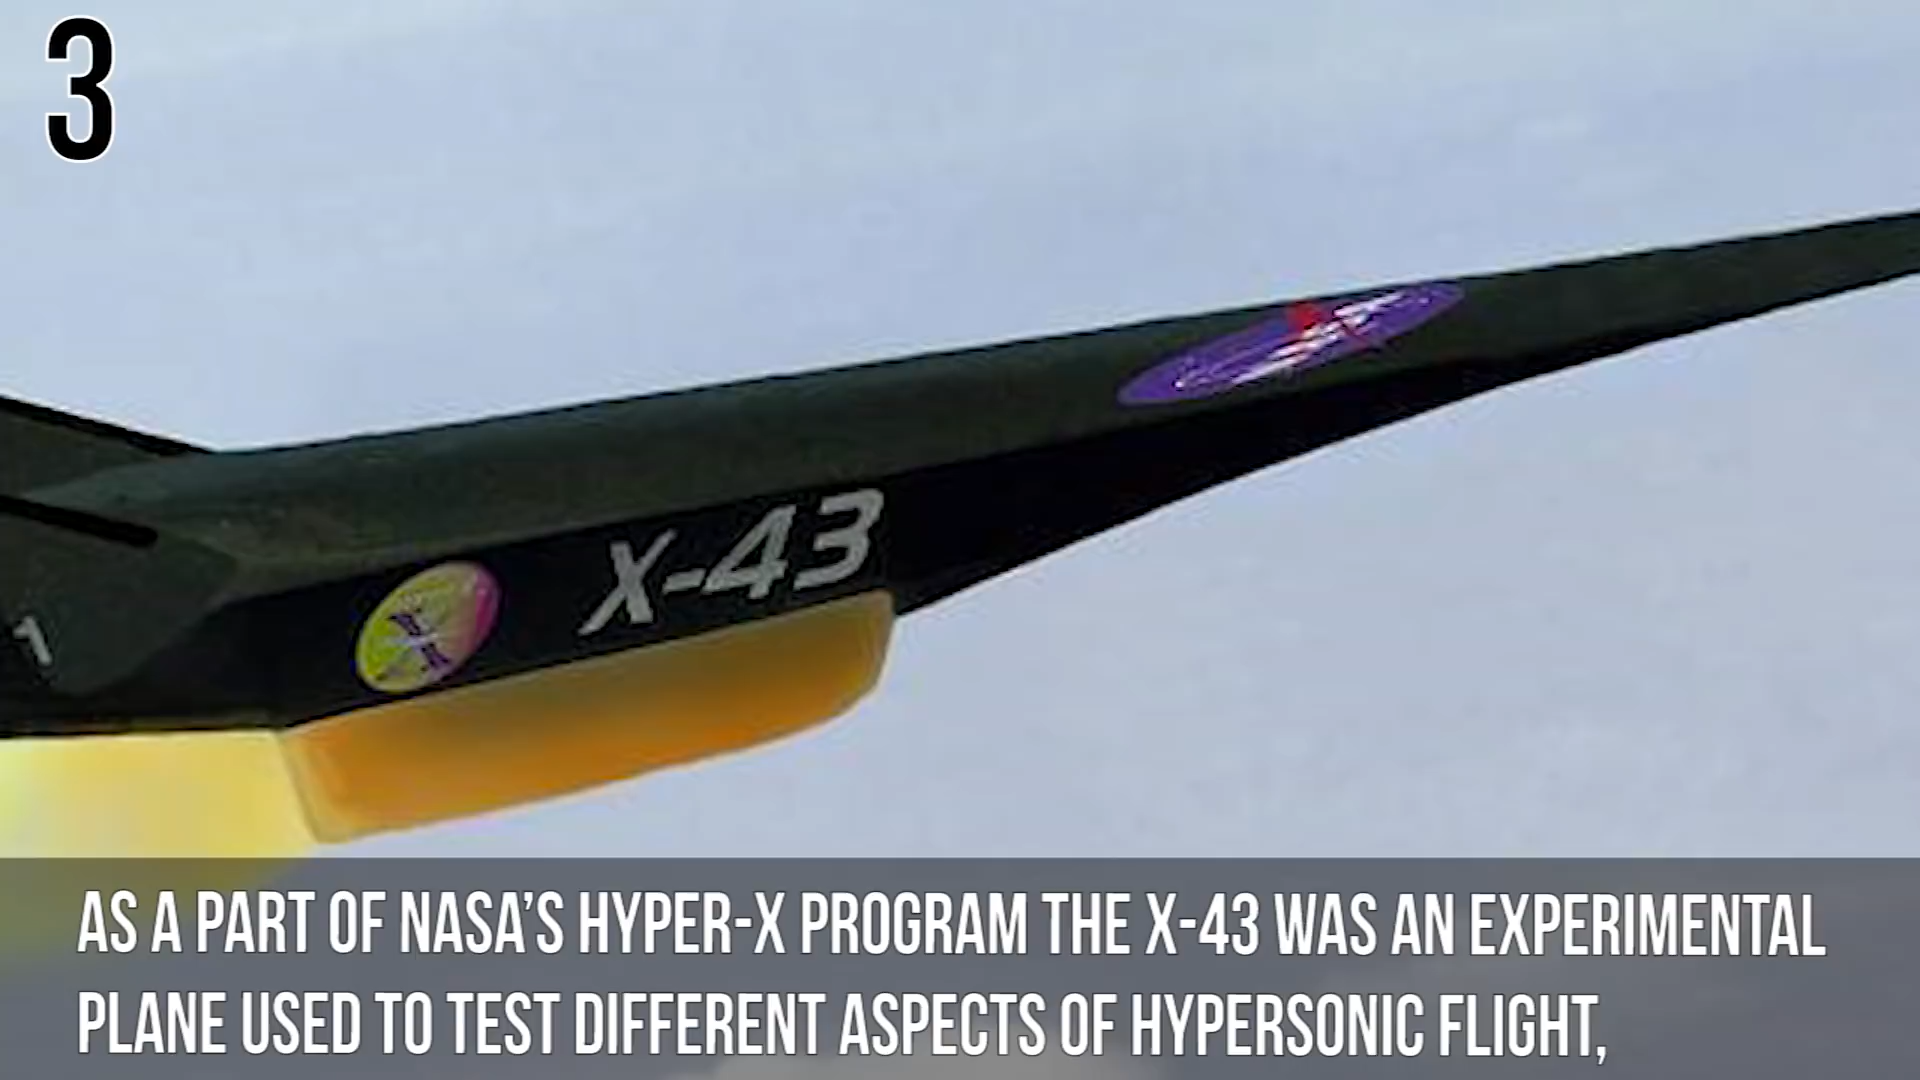 3
X-43
1
AS A PART OF NASA'S HYPER-X PROGRAM THE X-43 WAS AN EXPERIMENTAL
PLANE USED TO TEST DIFFERENT ASPECTS OF HYPERSONIC FLIGHT,